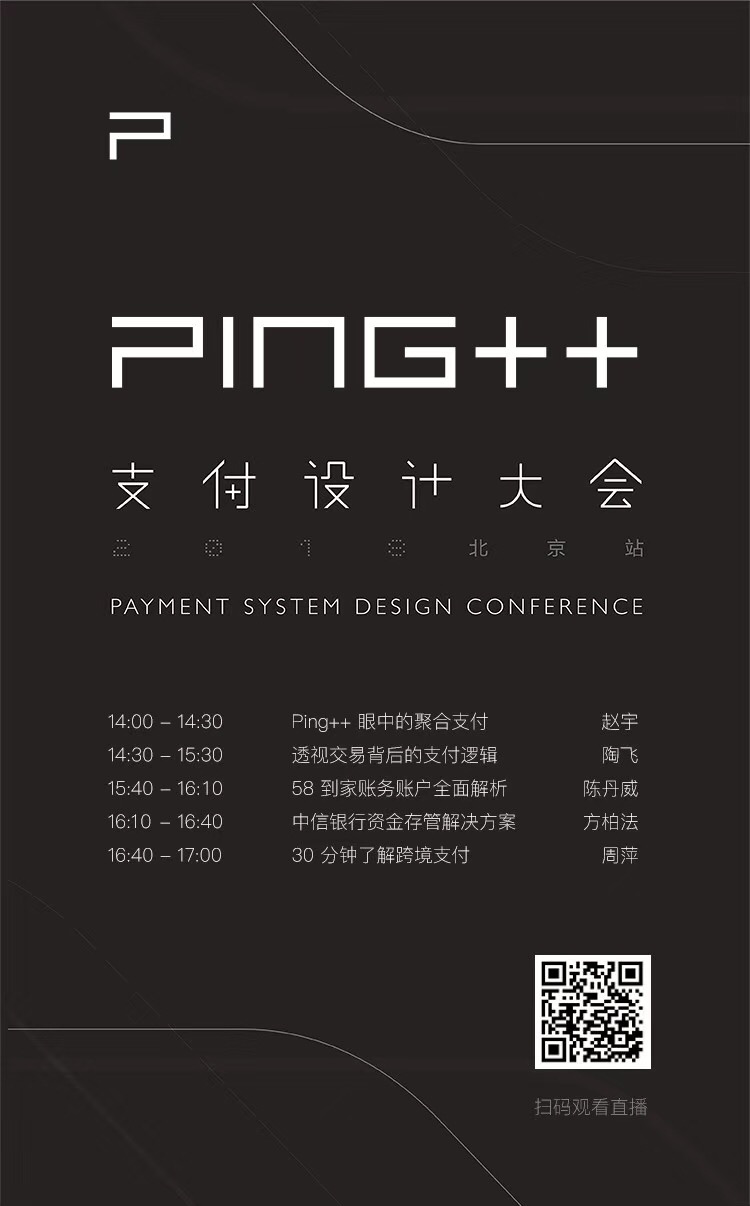 P
PING++
支付设计大会
2018北京站
PAYMENT SYSTEM DESIGN CONFERENCE
14:00 – 14:30 Ping++ 眼中的聚合支付 赵宇
14:30 – 15:30 透视交易背后的支付逻辑 陶飞
15:40 – 16:10 58 到家账务账户全面解析 陈丹威
16:10 – 16:40 中信银行资金存管解决方案 方柏法
16:40 – 17:00 30 分钟了解跨境支付 周萍
扫码观看直播